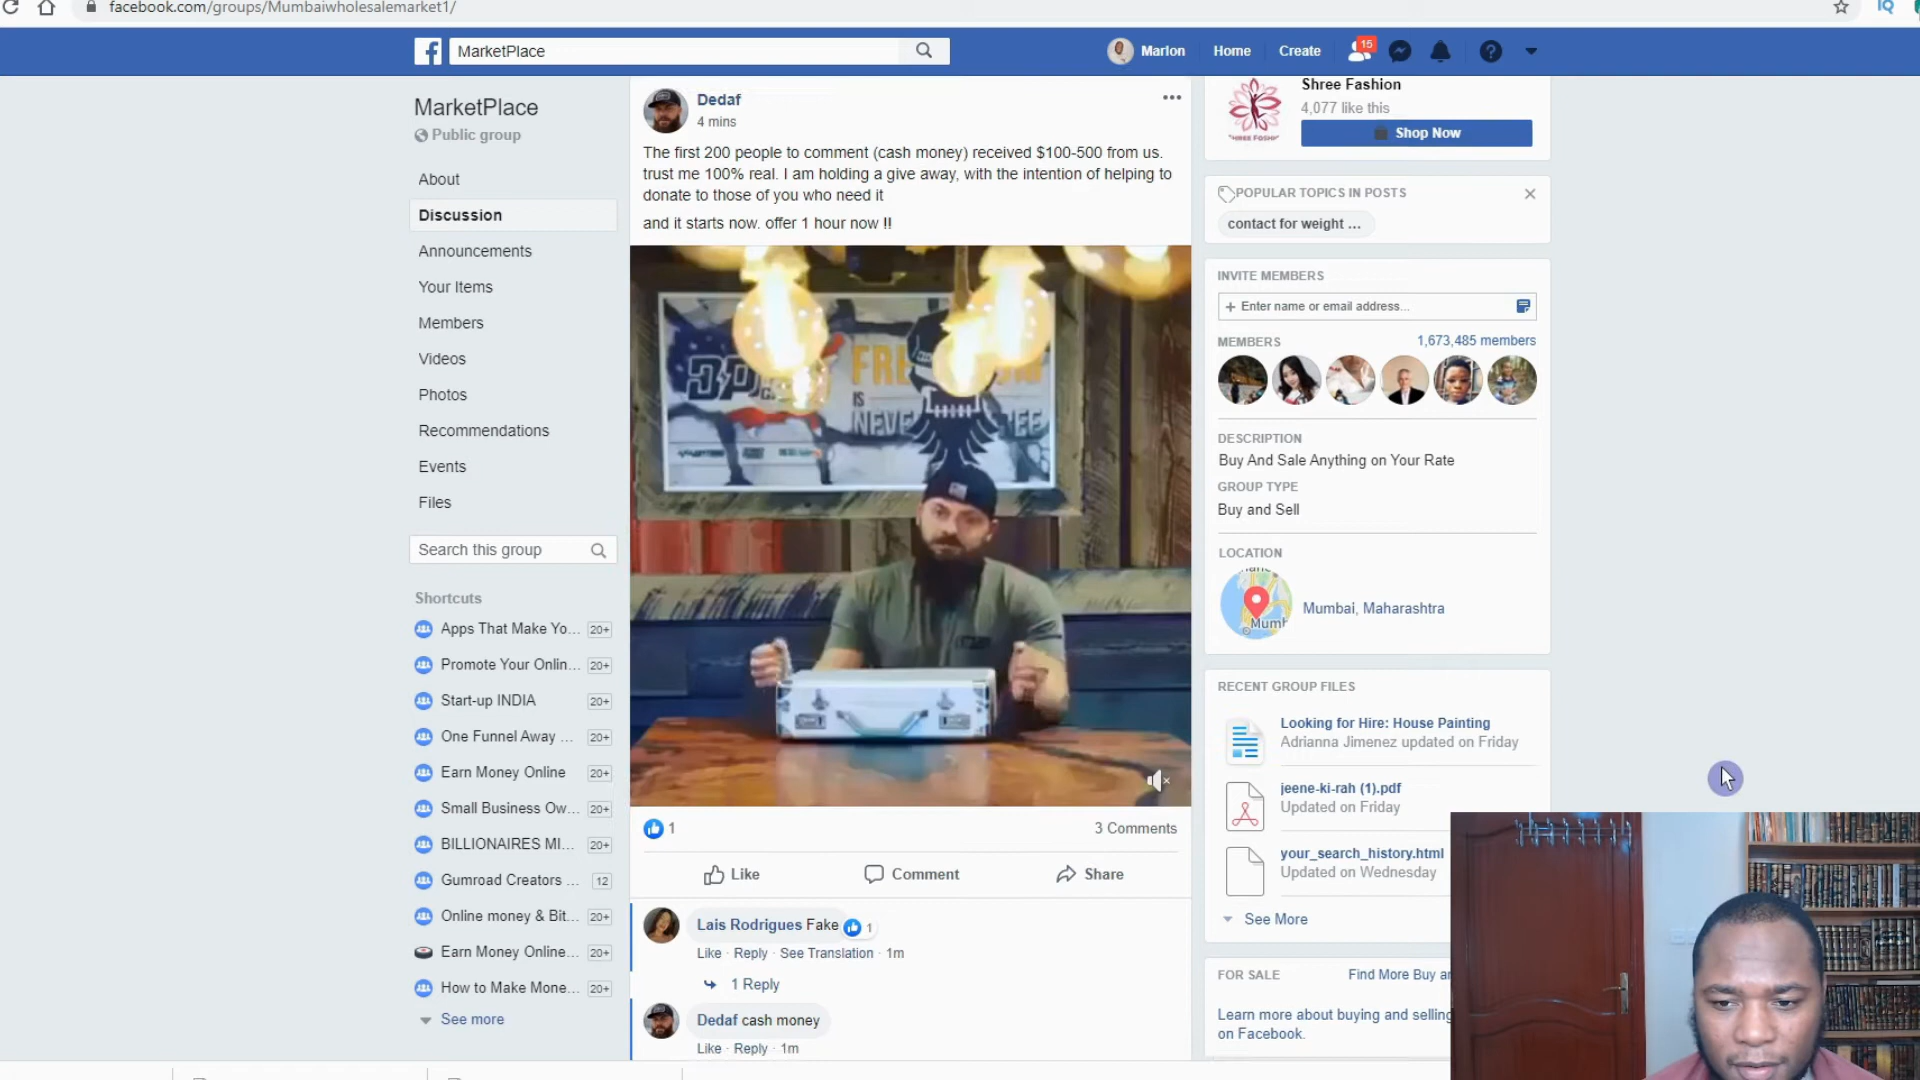 facebook.com/groups/Mumbaiwholesalemarket1/
MarketPlace
Marlon
Home
Create
15
MarketPlace
Public group
About
Discussion
Announcements
Your Items
Members
Videos
Photos
Recommendations
Events
Files
Search this group
Shortcuts
Apps That Make Yo... 20+
Promote Your Onlin... 20+
Start-up INDIA 20+
One Funnel Away ... 20+
Earn Money Online 20+
Small Business Ow... 20+
BILLIONAIRES MI... 20+
Gumroad Creators ... 12
Online money & Bit... 20+
Earn Money Online... 20+
How to Make Mone... 20+
See more
Dedaf
4 mins
The first 200 people to comment (cash money) received $100-500 from us.
trust me 100% real. I am holding a give away, with the intention of helping to
donate to those of you who need it
and it starts now. offer 1 hour now !!
IS
NEVE
1
3 Comments
Like
Comment
Share
Lais Rodrigues Fake 1
Like · Reply · See Translation · 1m
1 Reply
Dedaf cash money
Like · Reply · 1m
Shree Fashion
4,077 like this
Shop Now
POPULAR TOPICS IN POSTS
contact for weight ...
INVITE MEMBERS
+ Enter name or email address...
MEMBERS
1,673,485 members
DESCRIPTION
Buy And Sale Anything on Your Rate
GROUP TYPE
Buy and Sell
LOCATION
Mumbai, Maharashtra
RECENT GROUP FILES
Looking for Hire: House Painting
Adrianna Jimenez updated on Friday
jeene-ki-rah (1).pdf
Updated on Friday
your_search_history.html
Updated on Wednesday
See More
FOR SALE
Find More Buy an
Learn more about buying and selling
on Facebook.